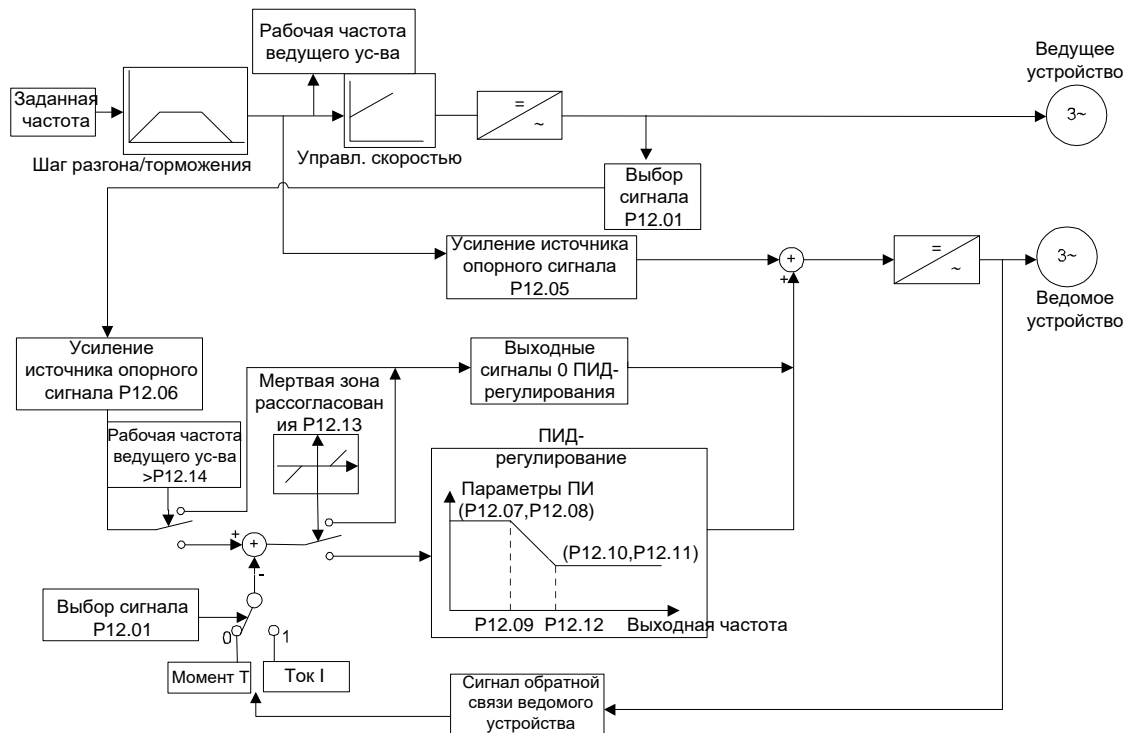 Рабочая частота
ведущего ус-ва
Ведущее
устройство
Заданная
частота
=
~
3~
Шаг разгона/торможения
Управл. скоростью
Выбор
сигнала
P12.01
Усиление источника
опорного сигнала
P12.05
+
+
=
~
3~
Ведомое
устройство
Усиление
источника опорного
сигнала P12.06
Мертвая зона
рассогласован
ия P12.13
Выходные
сигналы 0 ПИД-
регулирования
Рабочая частота
ведущего ус-ва
>P12.14
ПИД-
регулирование
Параметры ПИ
(P12.07,P12.08)
(P12.10,P12.11)
P12.09 P12.12
Выходная частота
+
+
-
Выбор сигнала
P12.01
0
1
Момент T
Ток I
Сигнал обратной
связи ведомого
устройства